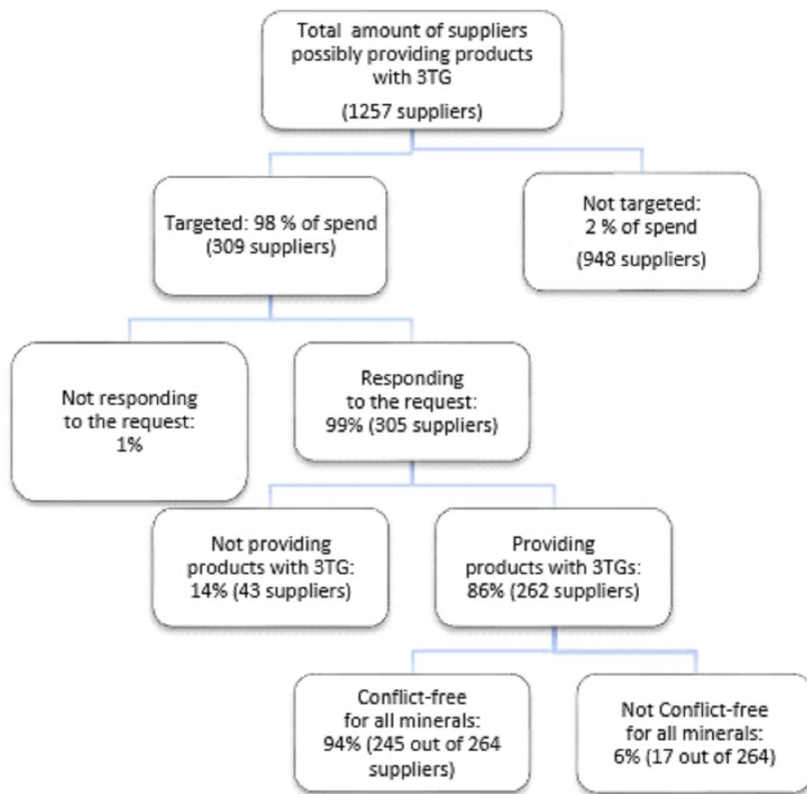 Total amount of suppliers
possibly providing products
with 3TG
(1257 suppliers)
Targeted: 98 % of spend
(309 suppliers)
Not targeted:
2 % of spend
(948 suppliers)
Not responding
to the request:
1%
Responding
to the request:
99% (305 suppliers)
Not providing
products with 3TG:
14% (43 suppliers)
Providing
products with 3TGs:
86% (262 suppliers)
Conflict-free
for all minerals:
94% (245 out of 264
suppliers)
Not Conflict-free
for all minerals:
6% (17 out of 264)